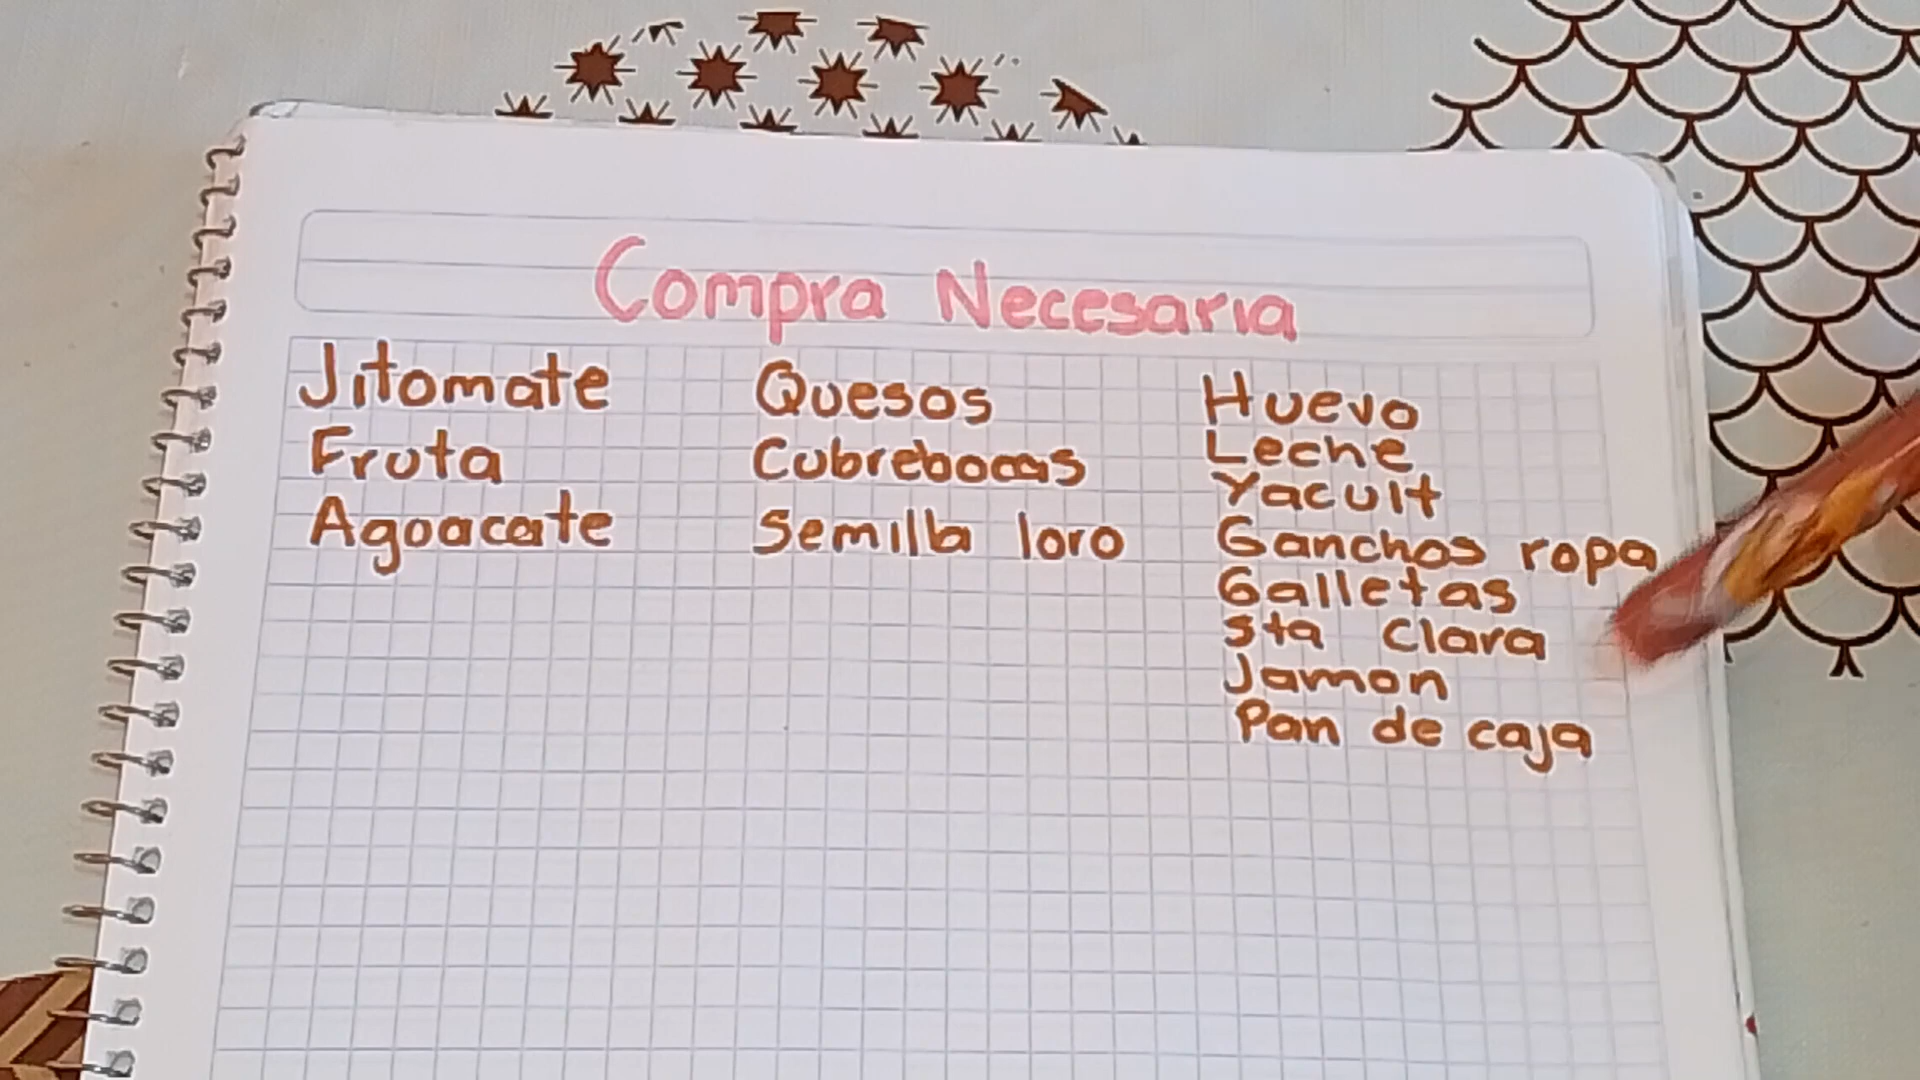 Compra Necesaria
Jitomate
Fruta
Agoacate
Quesos
Cubrebocas
Semilla loro
Huevo
Leche
Yacult
Ganchos ropa
Galletas
Sta Clara
Jamon
Pan de caja